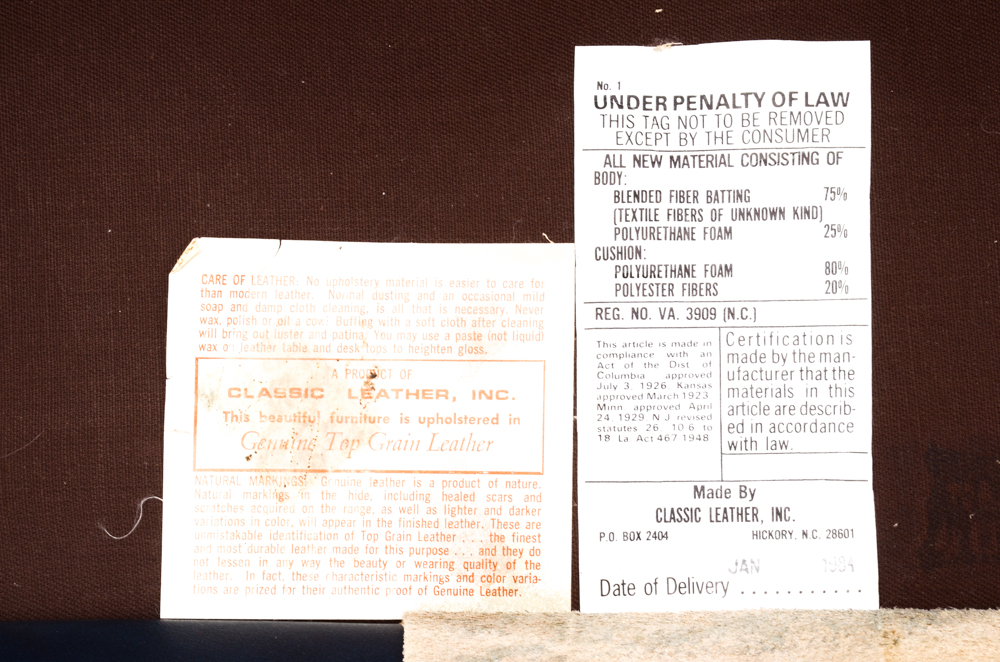 CARE OF LEATHER: No upholstery material is easier to care for
than modern leather. Normal dusting and an occasional mild
soap and damp cloth cleaning, is all that is necessary. Never
wax, polish or oil a cow! Buffing with a soft cloth after cleaning
will bring out luster and patina. You may use a paste (not liquid)
wax on leather table and desk tops to heighten gloss.
A PRODUCT OF
CLASSIC LEATHER, INC.
This beautiful furniture is upholstered in
Genuine Top Grain Leather
NATURAL MARKINGS: Genuine leather is a product of nature.
Natural markings in the hide, including healed scars and
scratches acquired on the range, as well as lighter and darker
variations in color, will appear in the finished leather. These are
unmistakable identification of Top Grain Leather . . . the finest
and most durable leather made for this purpose . . . and they do
not lessen in any way the beauty or wearing quality of the
leather. In fact, these characteristic markings and color varia-
tions are prized for their authentic proof of Genuine Leather.
No. 1
UNDER PENALTY OF LAW
THIS TAG NOT TO BE REMOVED
EXCEPT BY THE CONSUMER
ALL NEW MATERIAL CONSISTING OF
BODY:
BLENDED FIBER BATTING 75%
(TEXTILE FIBERS OF UNKNOWN KIND)
POLYURETHANE FOAM 25%
CUSHION:
POLYURETHANE FOAM 80%
POLYESTER FIBERS 20%
REG. NO. VA. 3909 (N.C.)
This article is made in
compliance with an
Act of the Dist of
Columbia approved
July 3, 1926 Kansas
approved March 1923
Minn approved April
24 1929 N J revised
statutes 26 10 6 to
18 La Act 467 1948
Certification is
made by the man-
ufacturer that the
materials in this
article are describ-
ed in accordance
with law.
Made By
CLASSIC LEATHER, INC.
P.O. BOX 2404 HICKORY, N.C. 28601
JAN 1984
Date of Delivery . . . . . . . . . . .